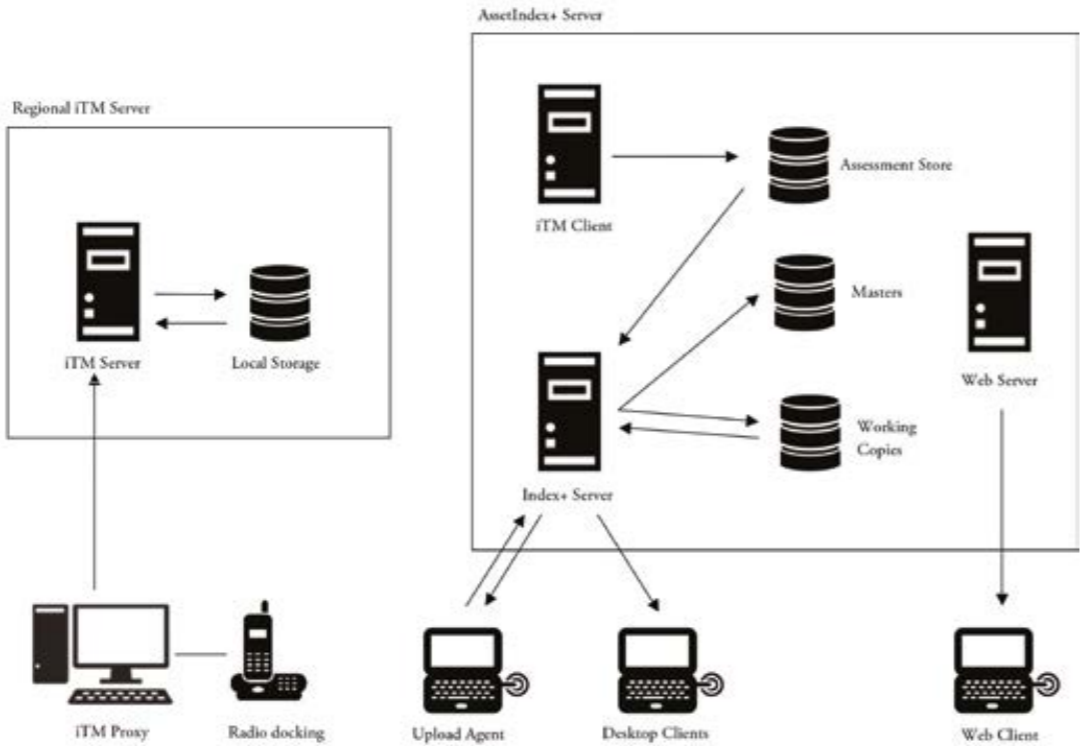 AssetIndex+ Server
Regional iTM Server
iTM Client
Assessment Store
iTM Server
Local Storage
Masters
Web Server
Working
Copies
Index+ Server
iTM Proxy
Radio docking
Upload Agent
Desktop Clients
Web Client